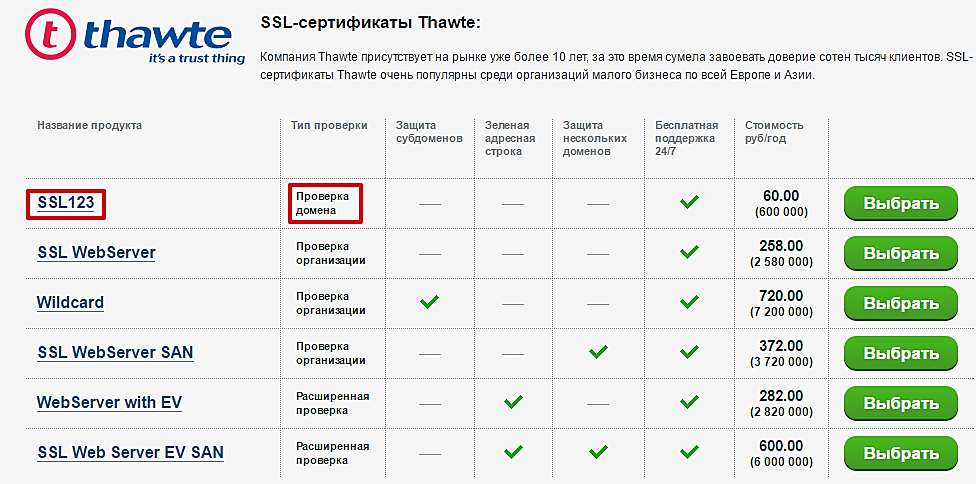 thawte
it's a trust thing
SSL-сертификаты Thawte:
Компания Thawte присутствует на рынке уже более 10 лет, за это время сумела завоевать доверие сотен тысяч клиентов. SSL-
сертификаты Thawte очень популярны среди организаций малого бизнеса по всей Европе и Азии.
Название продукта
Тип проверки
Защита
субдоменов
Зеленая
адресная
строка
Защита
нескольких
доменов
Бесплатная
поддержка
24/7
Стоимость
руб/год
SSL123
Проверка
домена
60.00
(600 000)
Выбрать
SSL WebServer
Проверка
организации
258.00
(2 580 000)
Выбрать
Wildcard
Проверка
организации
720.00
(7 200 000)
Выбрать
SSL WebServer SAN
Проверка
организации
372.00
(3 720 000)
Выбрать
WebServer with EV
Расширенная
проверка
282.00
(2 820 000)
Выбрать
SSL Web Server EV SAN
Расширенная
проверка
600.00
(6 000 000)
Выбрать